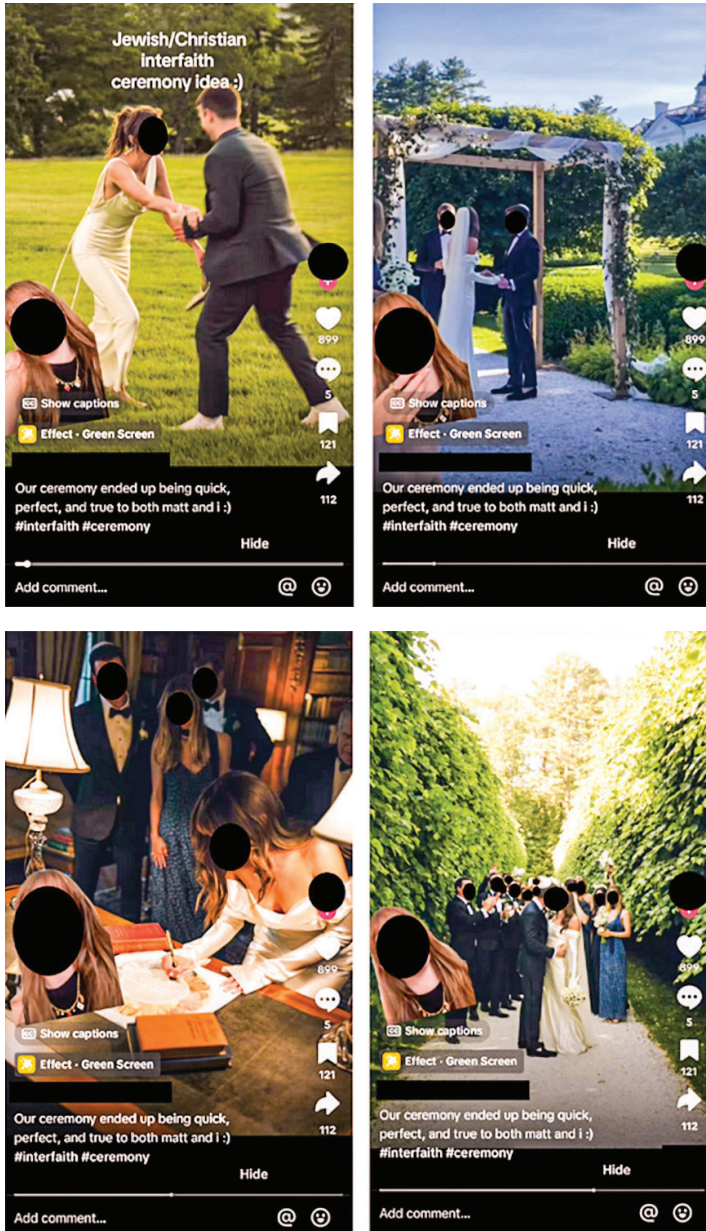 Jewish/Christian
interfaith
ceremony idea :)
899
5
CC Show captions
Effect · Green Screen
121
112
Our ceremony ended up being quick,
perfect, and true to both matt and i :)
#interfaith #ceremony
Hide
Add comment...
@
899
5
CC Show captions
Effect · Green Screen
121
112
Our ceremony ended up being quick,
perfect, and true to both matt and i :)
#interfaith #ceremony
Hide
Add comment...
@
899
5
CC Show captions
Effect · Green Screen
121
112
Our ceremony ended up being quick,
perfect, and true to both matt and i :)
#interfaith #ceremony
Hide
Add comment...
@
899
5
CC Show captions
Effect · Green Screen
121
112
Our ceremony ended up being quick,
perfect, and true to both matt and i :)
#interfaith #ceremony
Hide
Add comment...
@